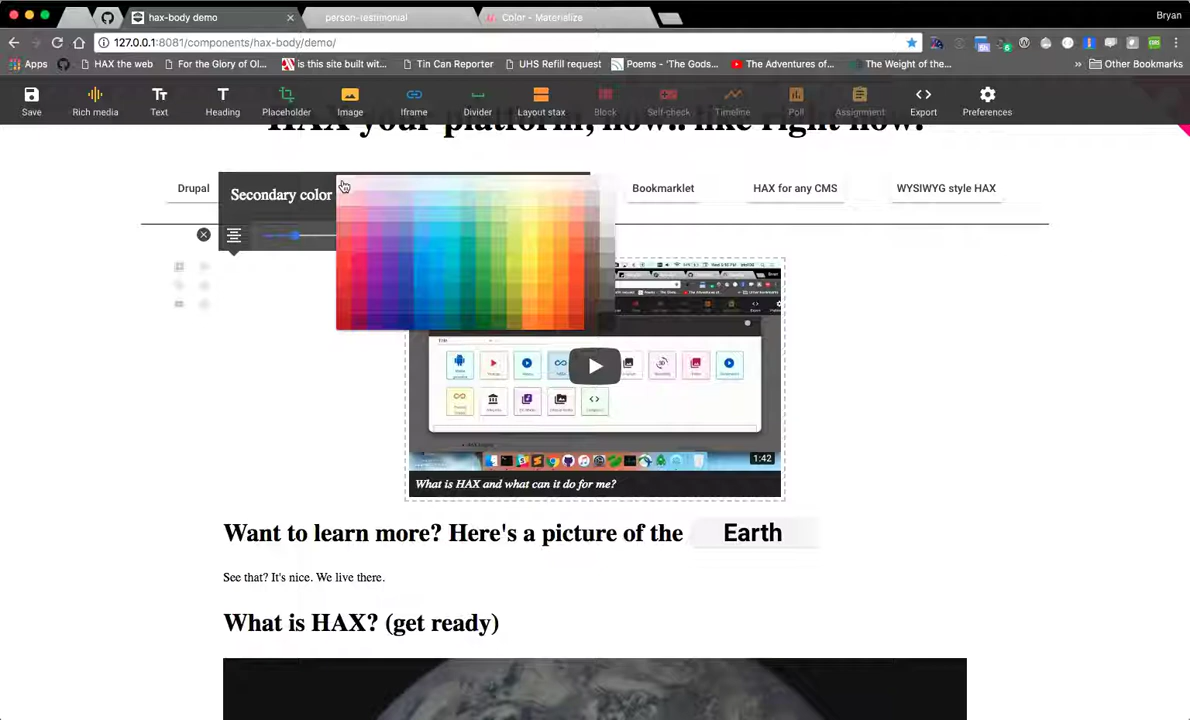 hax-body demo
person-testimonial
Color - Materialize
Bryan
127.0.0.1:8081/components/hax-body/demo/
Apps
HAX the web
For the Glory of Ol...
is this site built wit...
Tin Can Reporter
UHS Refill request
Poems - 'The Gods...
The Adventures of...
The Weight of the...
»
Other Bookmarks
Save
Rich media
Text
Heading
Placeholder
Image
Iframe
Divider
Layout stax
Block
Self-check
Timeline
Poll
Assignment
Export
Preferences
HAX your platform, now.. like right now!
Drupal
Secondary color
Bookmarklet
HAX for any CMS
WYSIWYG style HAX
1:42
What is HAX and what can it do for me?
Want to learn more? Here's a picture of the Earth
See that? It's nice. We live there.
What is HAX? (get ready)